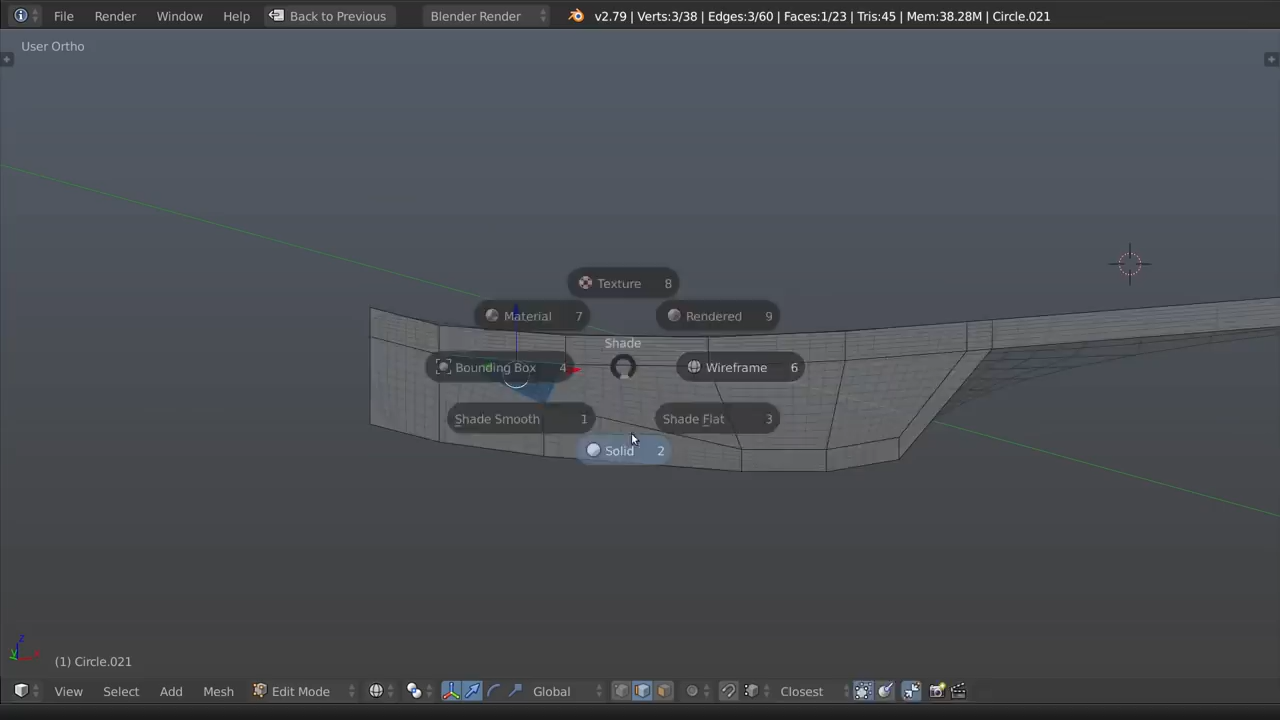 File Render Window Help Back to Previous Blender Render v2.79 | Verts:3/38 | Edges:3/60 | Faces:1/23 | Tris:45 | Mem:38.28M | Circle.021
User Ortho
Texture 8
Material 7 Rendered 9
Shade
Bounding Box 4 Wireframe 6
Shade Smooth 1 Shade Flat 3
Solid 2
z
y x
(1) Circle.021
View Select Add Mesh Edit Mode Global Closest